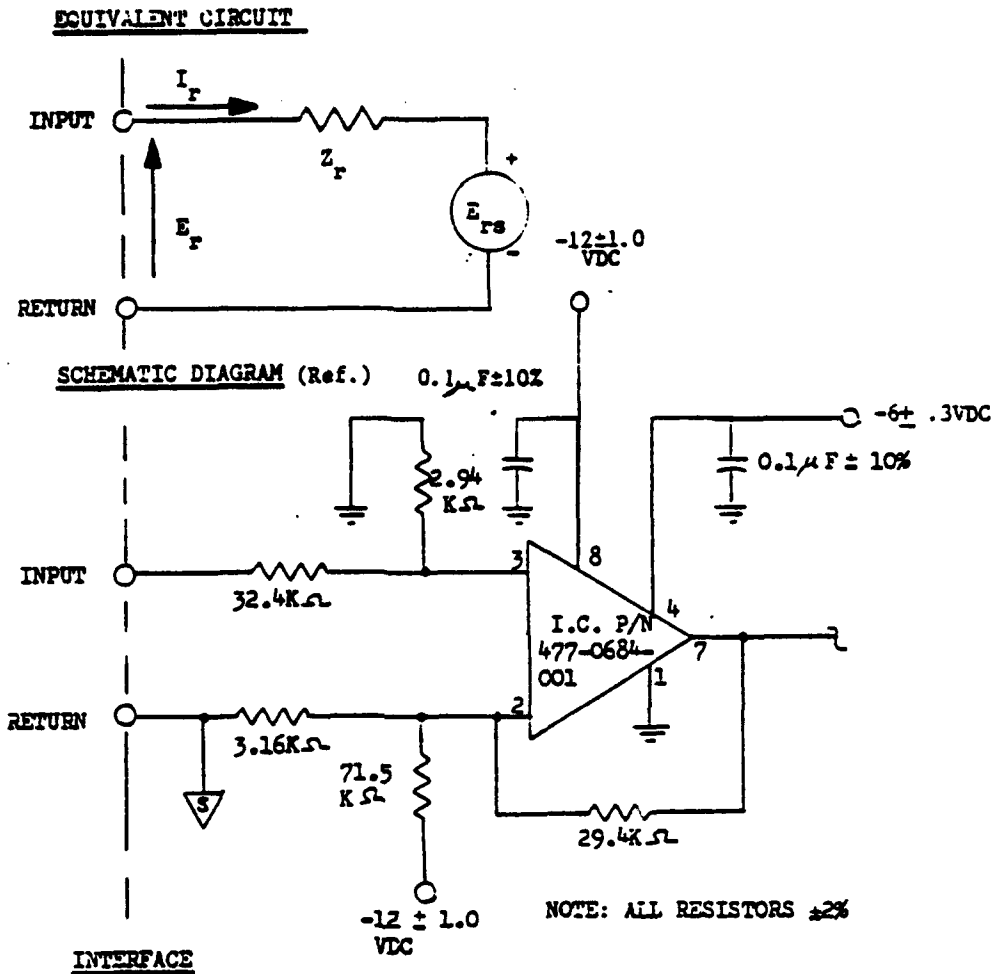 EQUIVALENT CIRCUIT
I_r
INPUT
Z_r
+
E_rs
-
E_r
-12±1.0
VDC
RETURN
SCHEMATIC DIAGRAM (Ref.)
0.1μF±10%
-6± .3VDC
0.1μF ± 10%
2.94
KΩ
INPUT
32.4KΩ
3
8
4
I.C. P/N
477-0684-
001
7
1
2
RETURN
3.16KΩ
S
71.5
KΩ
29.4KΩ
-12 ± 1.0
VDC
NOTE: ALL RESISTORS ±2%
INTERFACE